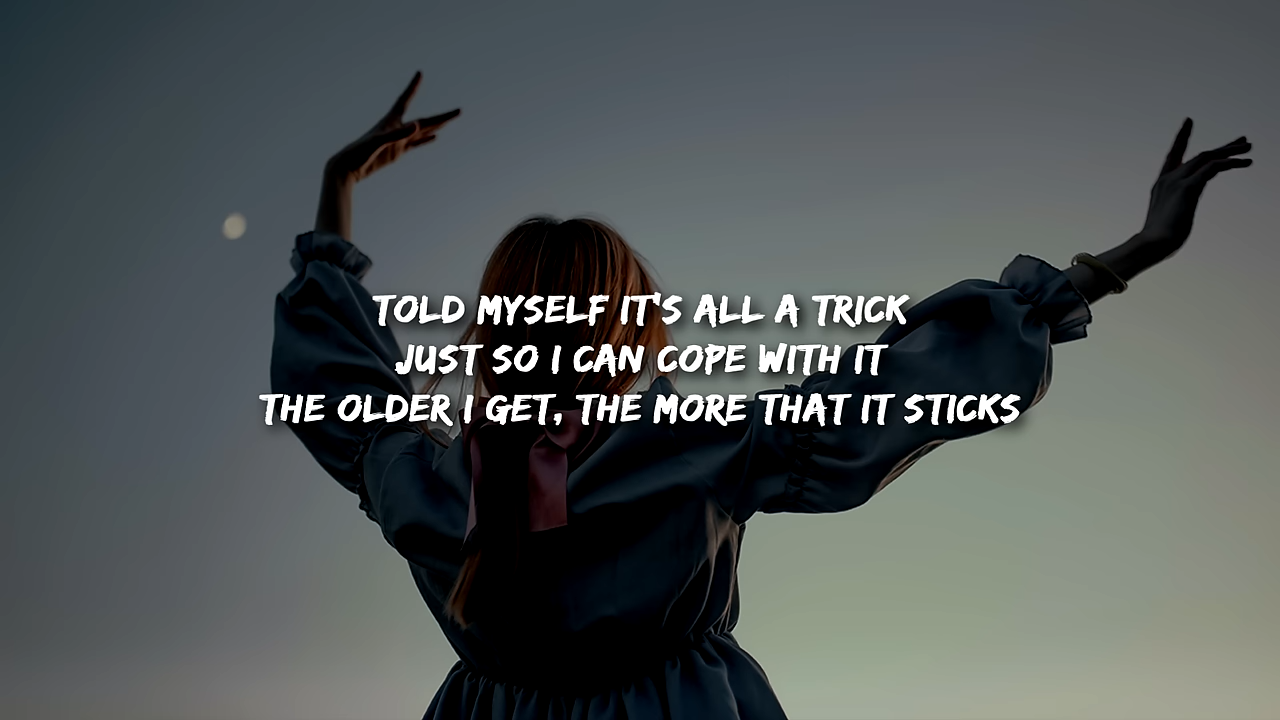 TOLD MYSELF IT'S ALL A TRICK
JUST SO I CAN COPE WITH IT
THE OLDER I GET, THE MORE THAT IT STICKS